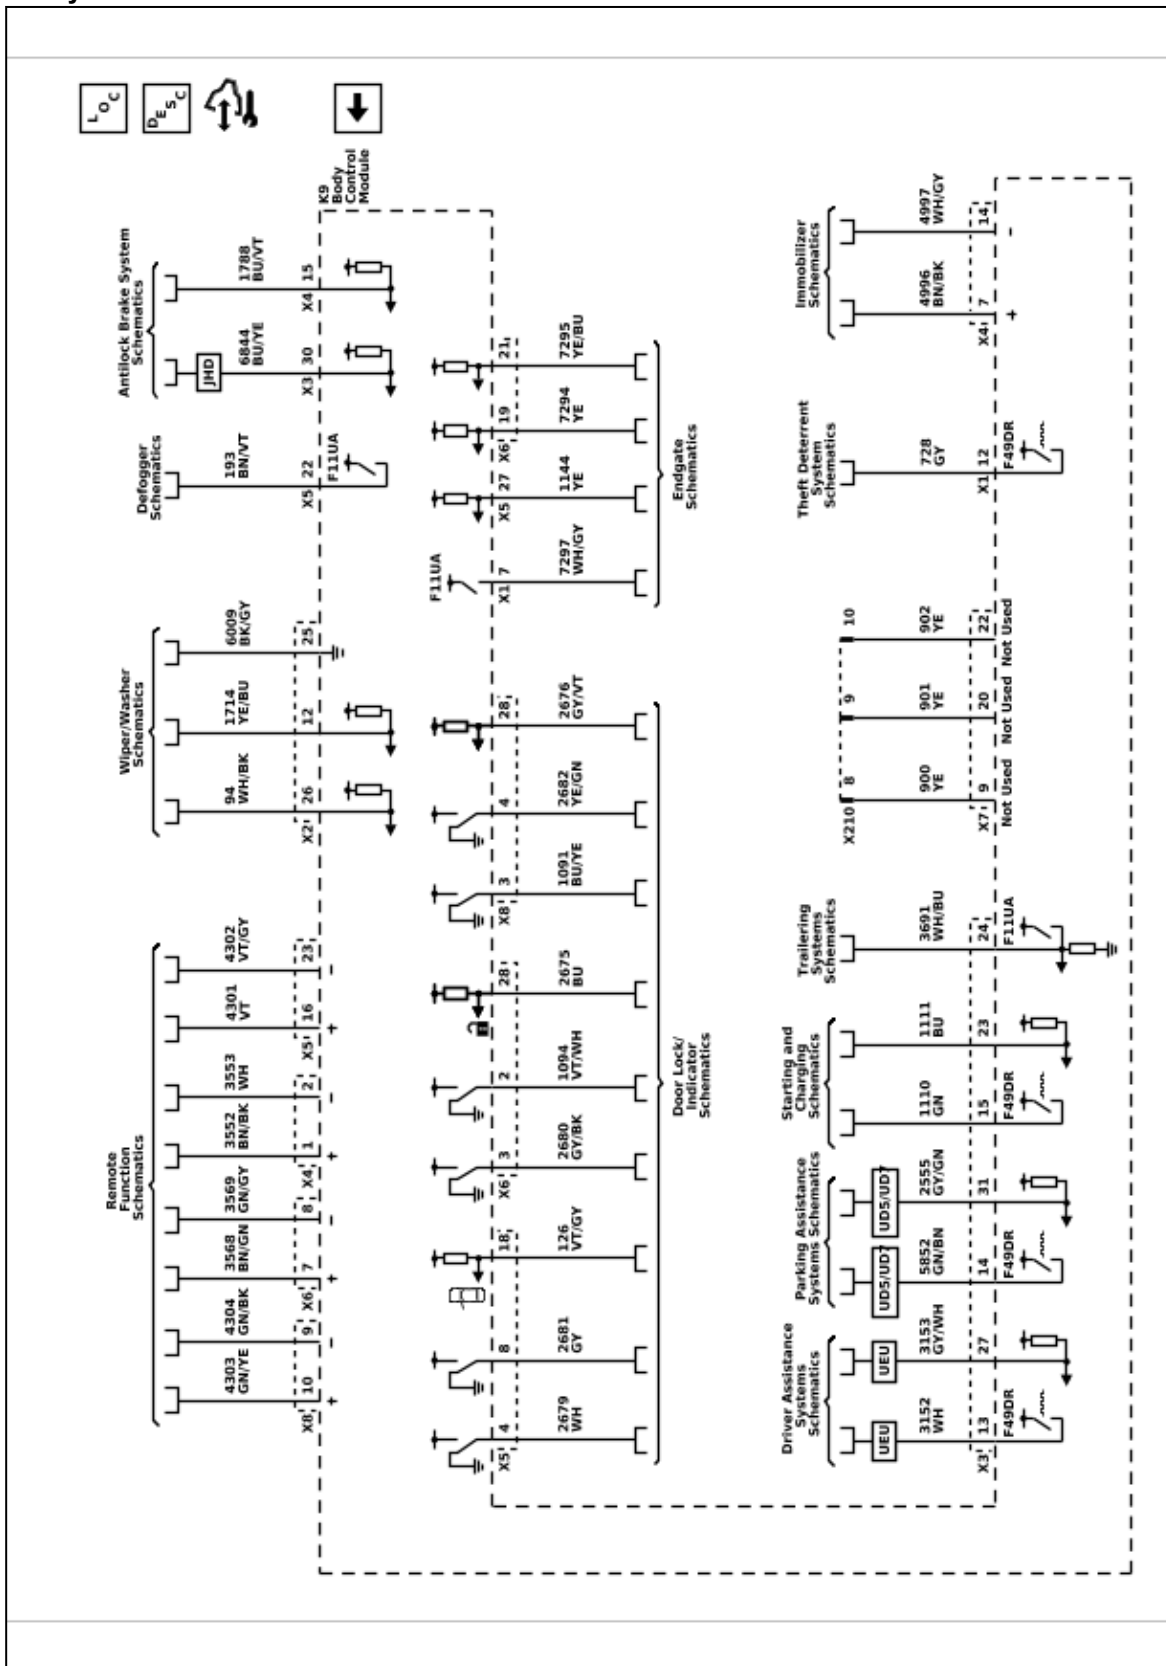 Remote
Function
Schematics
4303
GN/YE
4304
GN/BK
3568
BN/GN
3569
GN/GY
3552
BN/BK
3553
WH
4301
VT
4302
VT/GY
X8 10 9 X6 7 8 X4 1 2 X5 16 23
+ - + - + - + -
Wiper/Washer
Schematics
94
WH/BK
1714
YE/BU
6009
BK/GY
X2 26 12 25
Defogger
Schematics
193
BN/VT
X5 22
F11UA
Antilock Brake System
Schematics
JHD
6844
BU/YE
1788
BU/VT
X3 30 X4 15
LOC
DESC
K9
Body
Control
Module
X5 4 8 18 X6 3 2 28 X8 3 4 28
2679
WH
2681
GY
126
VT/GY
2680
GY/BK
1094
VT/WH
2675
BU
1091
BU/YE
2682
YE/GN
2676
GY/VT
Door Lock/
Indicator
Schematics
F11UA
X1 7 X5 27 X6 19 21
7297
WH/GY
1144
YE
7294
YE
7295
YE/BU
Endgate
Schematics
Driver Assistance
Systems
Schematics
UEU
UEU
3152
WH
3153
GY/WH
X3 13 27
F49DR
Parking Assistance
Systems Schematics
UD5/UD7
UD5/UD7
5852
GN/BN
2555
GY/GN
14 31
F49DR
Starting and
Charging
Schematics
1110
GN
1111
BU
15 23
F49DR
Trailering
Systems
Schematics
3691
WH/BU
24
F11UA
X210 8 9 10
900
YE
901
YE
902
YE
X7 9 20 22
Not Used Not Used Not Used
Theft Deterrent
System
Schematics
728
GY
X1 12
F49DR
Immobilizer
Schematics
4996
BN/BK
4997
WH/GY
X4 7 14
+ -